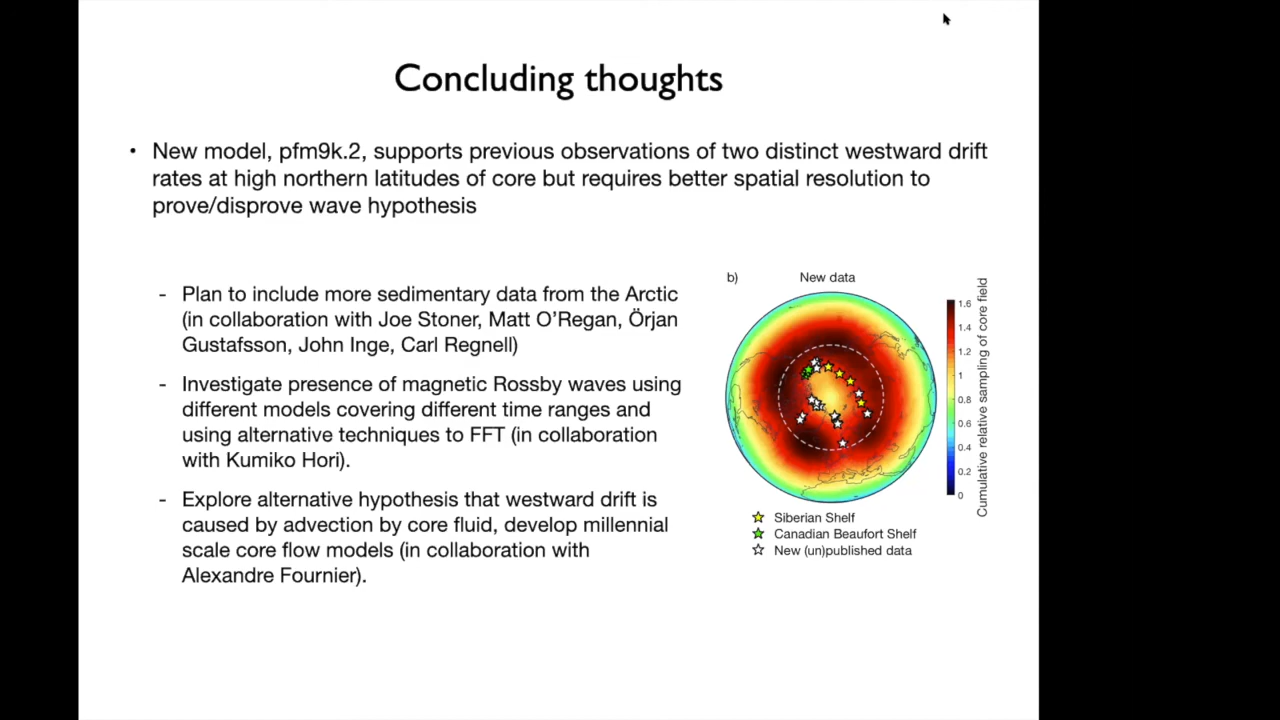 Concluding thoughts
• New model, pfm9k.2, supports previous observations of two distinct westward drift
rates at high northern latitudes of core but requires better spatial resolution to
prove/disprove wave hypothesis
- Plan to include more sedimentary data from the Arctic
(in collaboration with Joe Stoner, Matt O’Regan, Örjan
Gustafsson, John Inge, Carl Regnell)
- Investigate presence of magnetic Rossby waves using
different models covering different time ranges and
using alternative techniques to FFT (in collaboration
with Kumiko Hori).
- Explore alternative hypothesis that westward drift is
caused by advection by core fluid, develop millennial
scale core flow models (in collaboration with
Alexandre Fournier).
b) New data
1.6
1.4
1.2
1
0.8
0.6
0.4
0.2
0
Cumulative relative sampling of core field
Siberian Shelf
Canadian Beaufort Shelf
New (un)published data